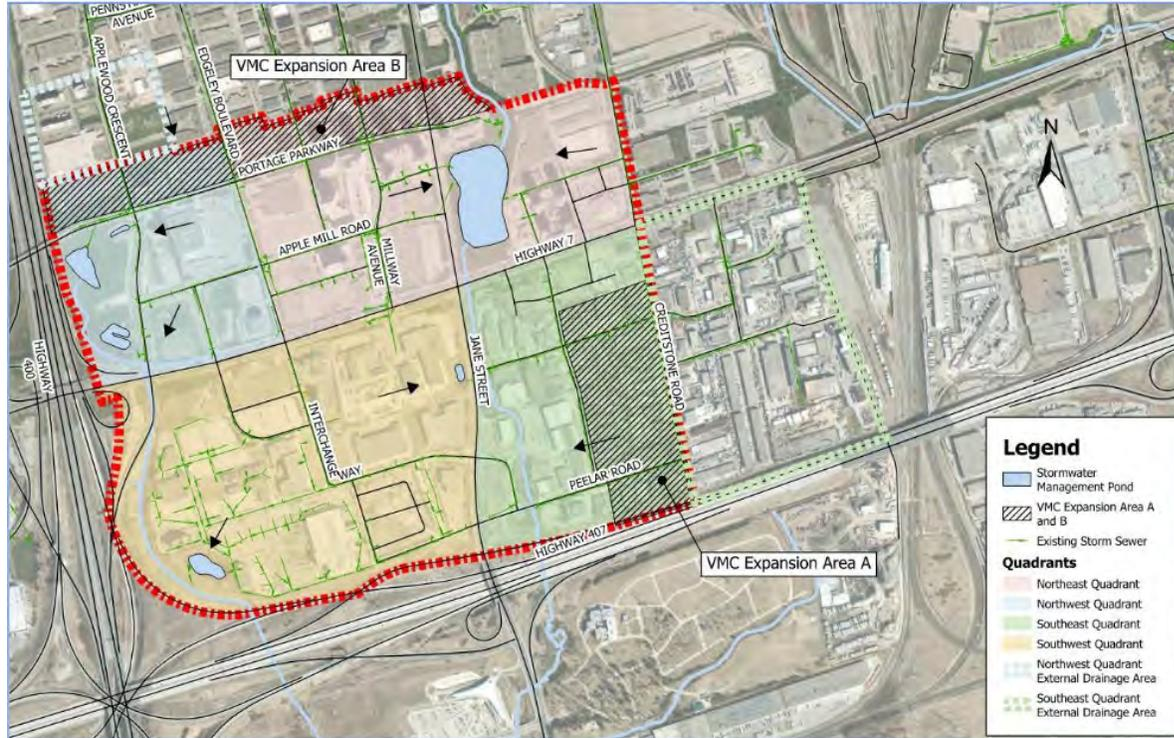 PENNS
AVENUE
APPLEWOOD CRESCENT
EDGELEY BOULEVARD
VMC Expansion Area B
PORTAGE PARKWAY
N
APPLE MILL ROAD
MILLWAY
AVENUE
HIGHWAY 7
HIGHWAY
400
JANE STREET
CREDITSTONE ROAD
INTERCHANGE
WAY
PEELAR ROAD
HIGHWAY 407
VMC Expansion Area A
Legend
Stormwater
Management Pond
VMC Expansion Area A
and B
Existing Storm Sewer
Quadrants
Northeast Quadrant
Northwest Quadrant
Southeast Quadrant
Southwest Quadrant
Northwest Quadrant
External Drainage Area
Southeast Quadrant
External Drainage Area